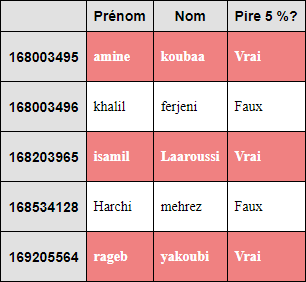 Prénom Nom Pire 5 %?
168003495 amine koubaa Vrai
168003496 khalil ferjeni Faux
168203965 isamil Laaroussi Vrai
168534128 Harchi mehrez Faux
169205564 rageb yakoubi Vrai